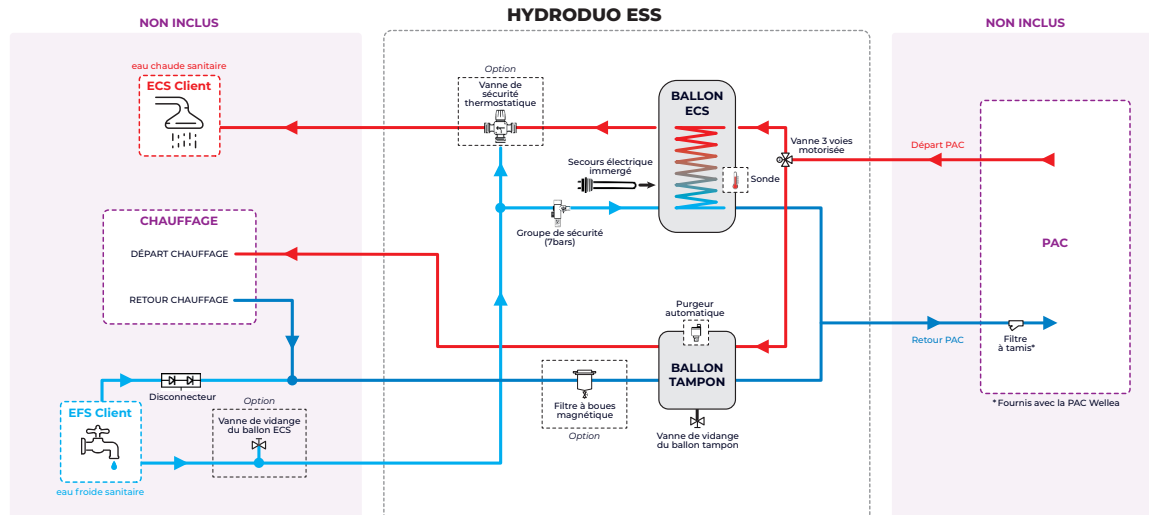 HYDRODUO ESS
NON INCLUS
NON INCLUS
eau chaude sanitaire
ECS Client
Option
Vanne de
sécurité
thermostatique
BALLON
ECS
Vanne 3 voies
motorisée
Départ PAC
Secours électrique
immergé
Sonde
Groupe de sécurité
(7bars)
CHAUFFAGE
DÉPART CHAUFFAGE
RETOUR CHAUFFAGE
PAC
Purgeur
automatique
Retour PAC
Filtre
à tamis*
BALLON
TAMPON
Disconnecteur
Filtre à boues
magnétique
Option
*Fournis avec la PAC Wellea
EFS Client
Option
Vanne de vidange
du ballon ECS
Vanne de vidange
du ballon tampon
eau froide sanitaire